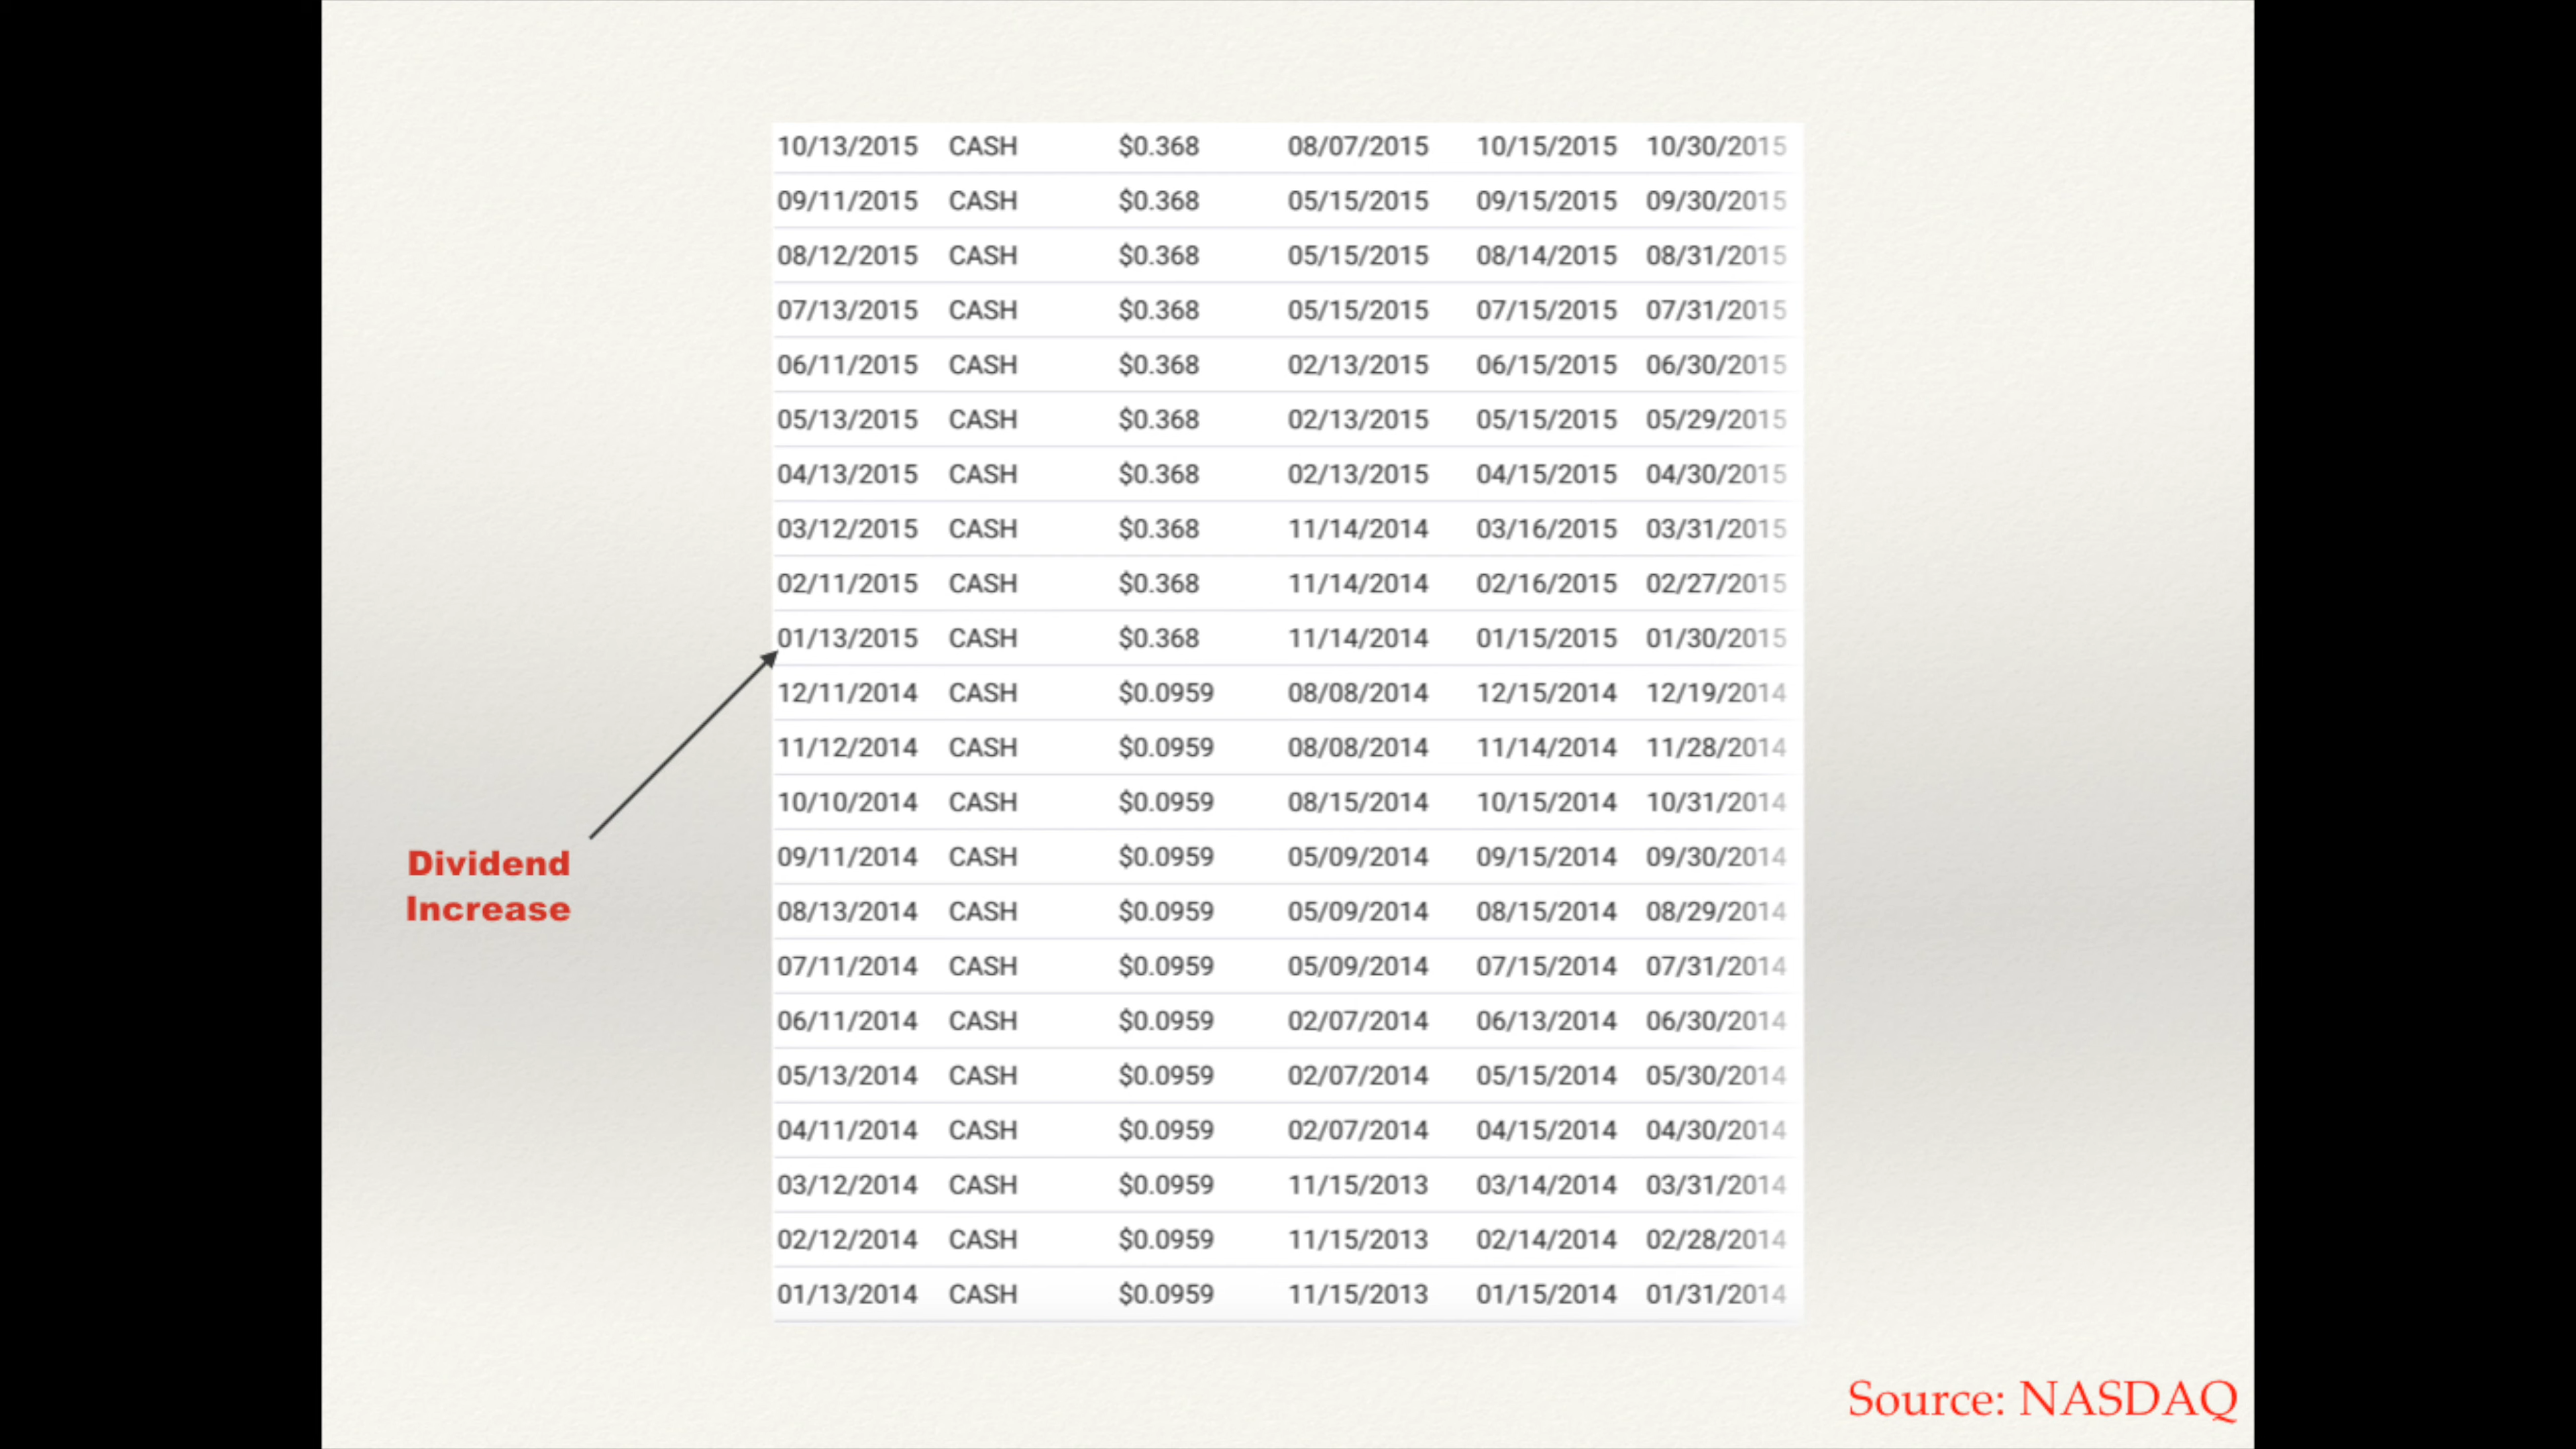 10/13/2015 CASH $0.368 08/07/2015 10/15/2015 10/30/2015
09/11/2015 CASH $0.368 05/15/2015 09/15/2015 09/30/2015
08/12/2015 CASH $0.368 05/15/2015 08/14/2015 08/31/2015
07/13/2015 CASH $0.368 05/15/2015 07/15/2015 07/31/2015
06/11/2015 CASH $0.368 02/13/2015 06/15/2015 06/30/2015
05/13/2015 CASH $0.368 02/13/2015 05/15/2015 05/29/2015
04/13/2015 CASH $0.368 02/13/2015 04/15/2015 04/30/2015
03/12/2015 CASH $0.368 11/14/2014 03/16/2015 03/31/2015
02/11/2015 CASH $0.368 11/14/2014 02/16/2015 02/27/2015
01/13/2015 CASH $0.368 11/14/2014 01/15/2015 01/30/2015
12/11/2014 CASH $0.0959 08/08/2014 12/15/2014 12/19/2014
11/12/2014 CASH $0.0959 08/08/2014 11/14/2014 11/28/2014
10/10/2014 CASH $0.0959 08/15/2014 10/15/2014 10/31/2014
09/11/2014 CASH $0.0959 05/09/2014 09/15/2014 09/30/2014
08/13/2014 CASH $0.0959 05/09/2014 08/15/2014 08/29/2014
07/11/2014 CASH $0.0959 05/09/2014 07/15/2014 07/31/2014
06/11/2014 CASH $0.0959 02/07/2014 06/13/2014 06/30/2014
05/13/2014 CASH $0.0959 02/07/2014 05/15/2014 05/30/2014
04/11/2014 CASH $0.0959 02/07/2014 04/15/2014 04/30/2014
03/12/2014 CASH $0.0959 11/15/2013 03/14/2014 03/31/2014
02/12/2014 CASH $0.0959 11/15/2013 02/14/2014 02/28/2014
01/13/2014 CASH $0.0959 11/15/2013 01/15/2014 01/31/2014
Dividend
Increase
Source: NASDAQ